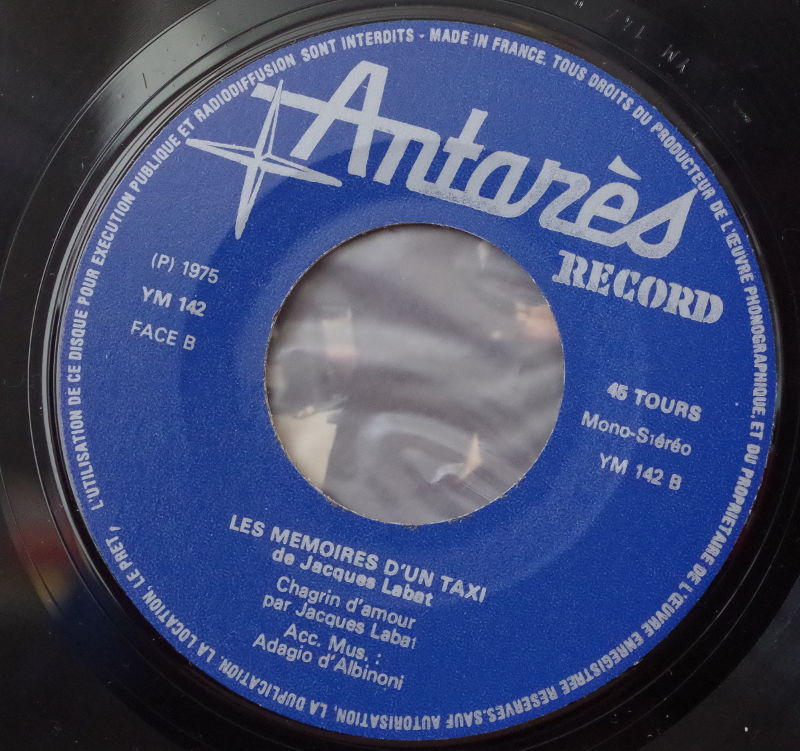 MADE IN FRANCE. TOUS DROITS DU PRODUCTEUR DE L'ŒUVRE PHONOGRAPHIQUE. ET DU PROPRIETAIRE DE L'ŒUVRE ENREGISTREE RESERVES.SAUF AUTORISATION, LA DUPLICATION, LA LOCATION, LE PRET, L'UTILISATION DE CE DISQUE POUR EXECUTION PUBLIQUE ET RADIODIFFUSION SONT INTERDITS -
Antarès
RECORD
(P) 1975
YM 142
FACE B
45 TOURS
Mono-Stéréo
YM 142 B
LES MEMOIRES D'UN TAXI
de Jacques Labat
Chagrin d'amour
par Jacques Labat
Acc. Mus. :
Adagio d'Albinoni